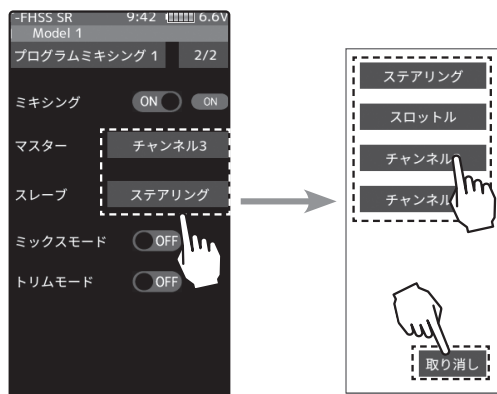 -FHSS SR 9:42 6.6V
Model 1
プログラムミキシング 1 2/2
ミキシング ON ON
マスター チャンネル3
スレーブ ステアリング
ミックスモード OFF
トリムモード OFF
ステアリング
スロットル
チャンネル
チャンネル
取り消し